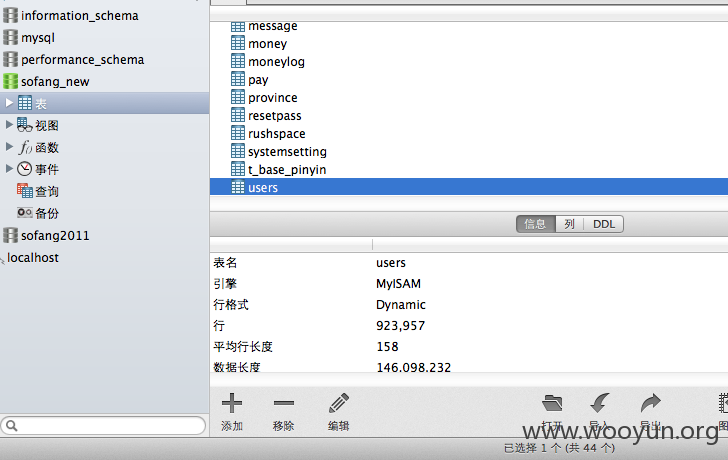 information_schema
mysql
performance_schema
sofang_new
表
视图
函数
事件
查询
备份
sofang2011
localhost
message
money
moneylog
pay
province
resetpass
rushspace
systemsetting
t_base_pinyin
users
信息 列 DDL
表名 users
引擎 MyISAM
行格式 Dynamic
行 923,957
平均行长度 158
数据长度 146,098,232
添加 移除 编辑 打开 导入 导出
www.wooyun.org
已选择 1 个 (共 44 个)